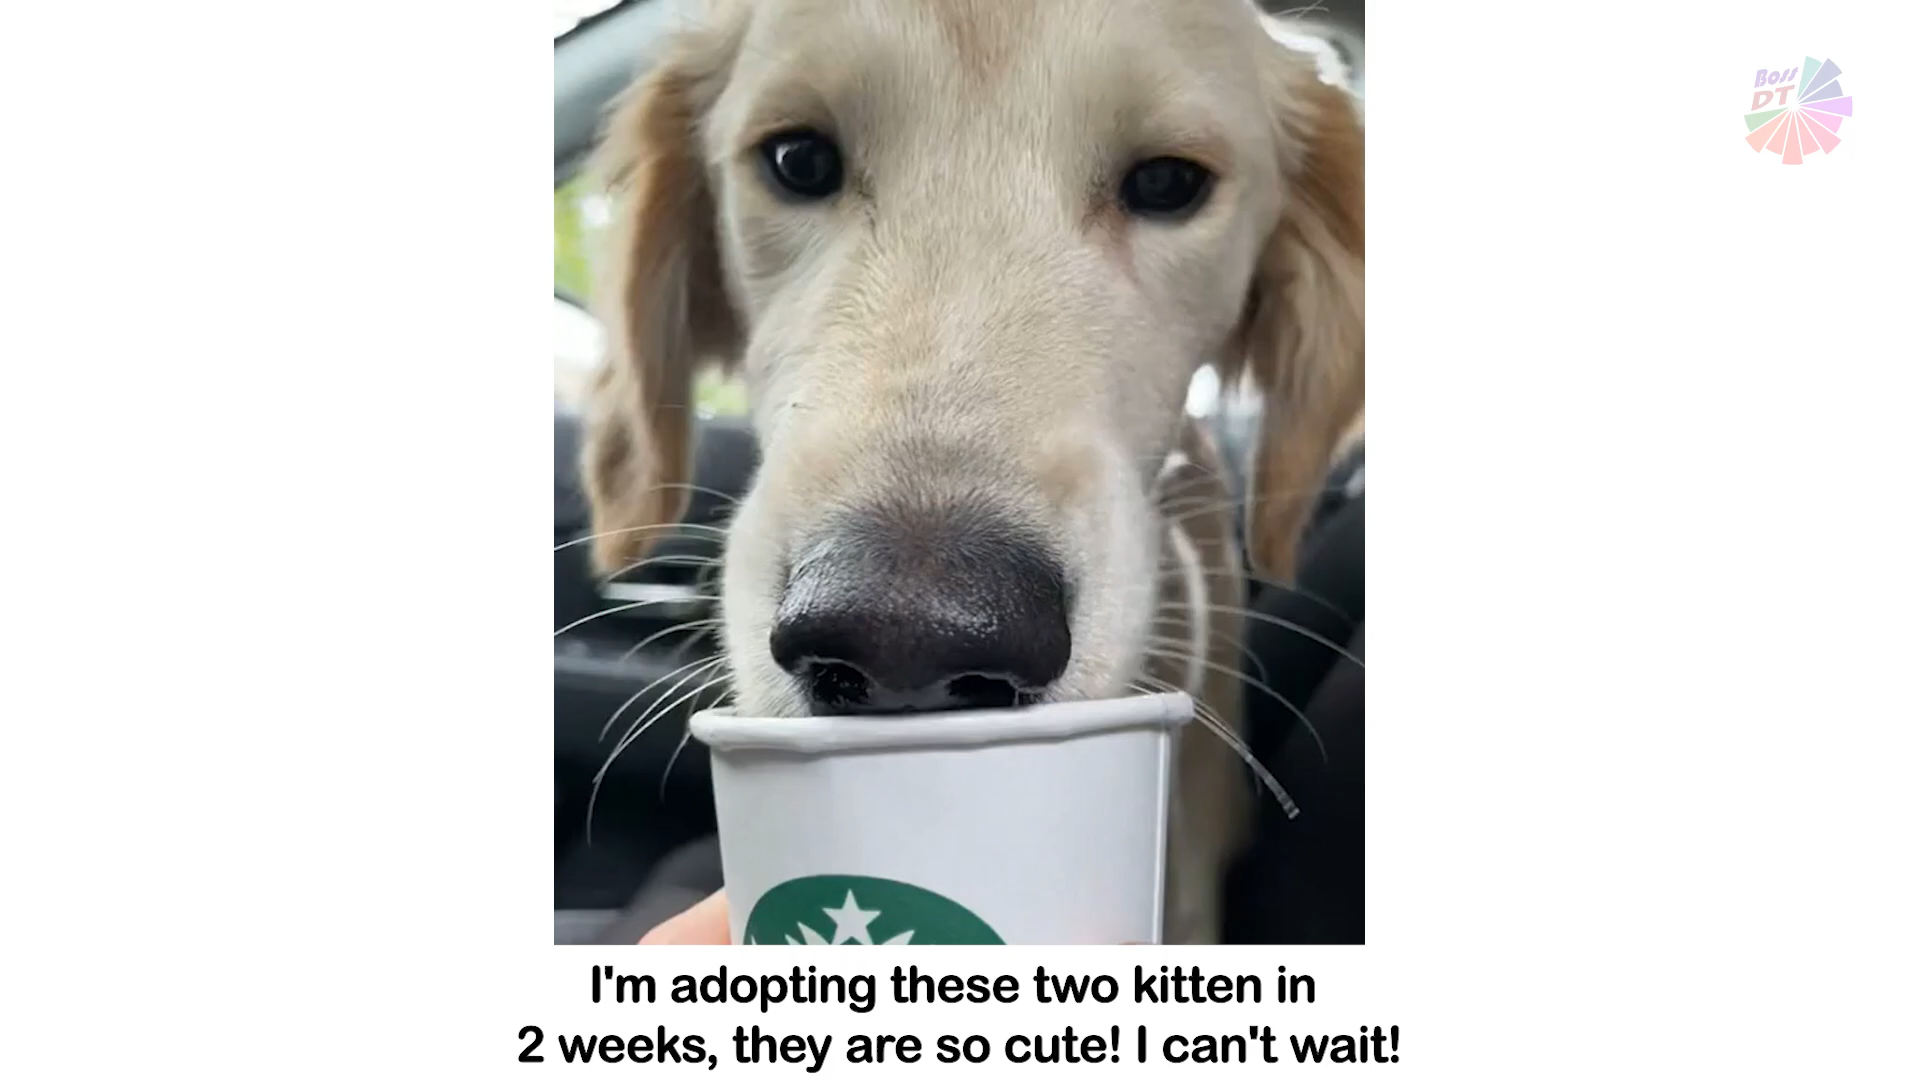 Boss
DT
I'm adopting these two kitten in
2 weeks, they are so cute! I can't wait!